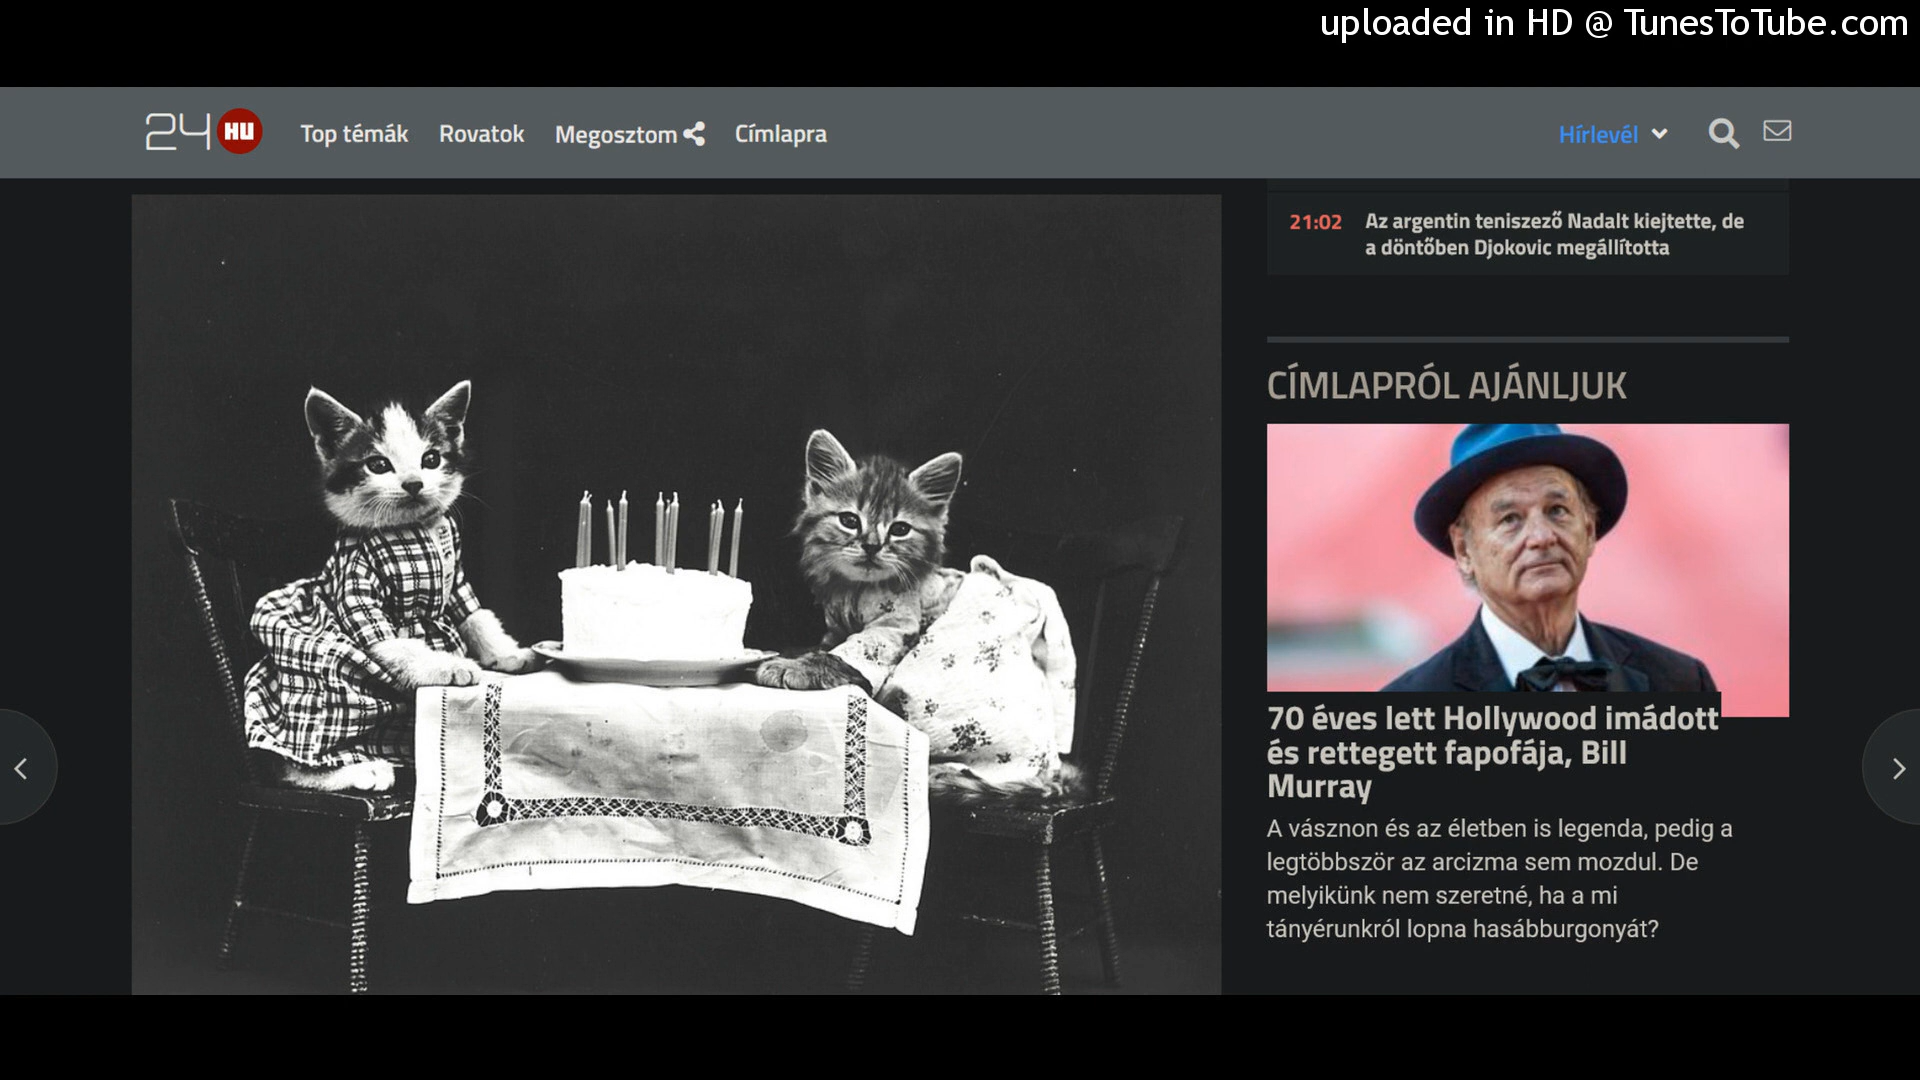 uploaded in HD @ TunesToTube.com
24 HU Top témák Rovatok Megosztom Címlapra Hírlevél
21:02 Az argentin teniszező Nadalt kiejtette, de
a döntőben Djokovic megállította
CÍMLAPRÓL AJÁNLJUK
70 éves lett Hollywood imádott
és rettegett fapofája, Bill
Murray
A vásznon és az életben is legenda, pedig a
legtöbbször az arcizma sem mozdul. De
melyikünk nem szeretné, ha a mi
tányérunkról lopna hasábburgonyát?